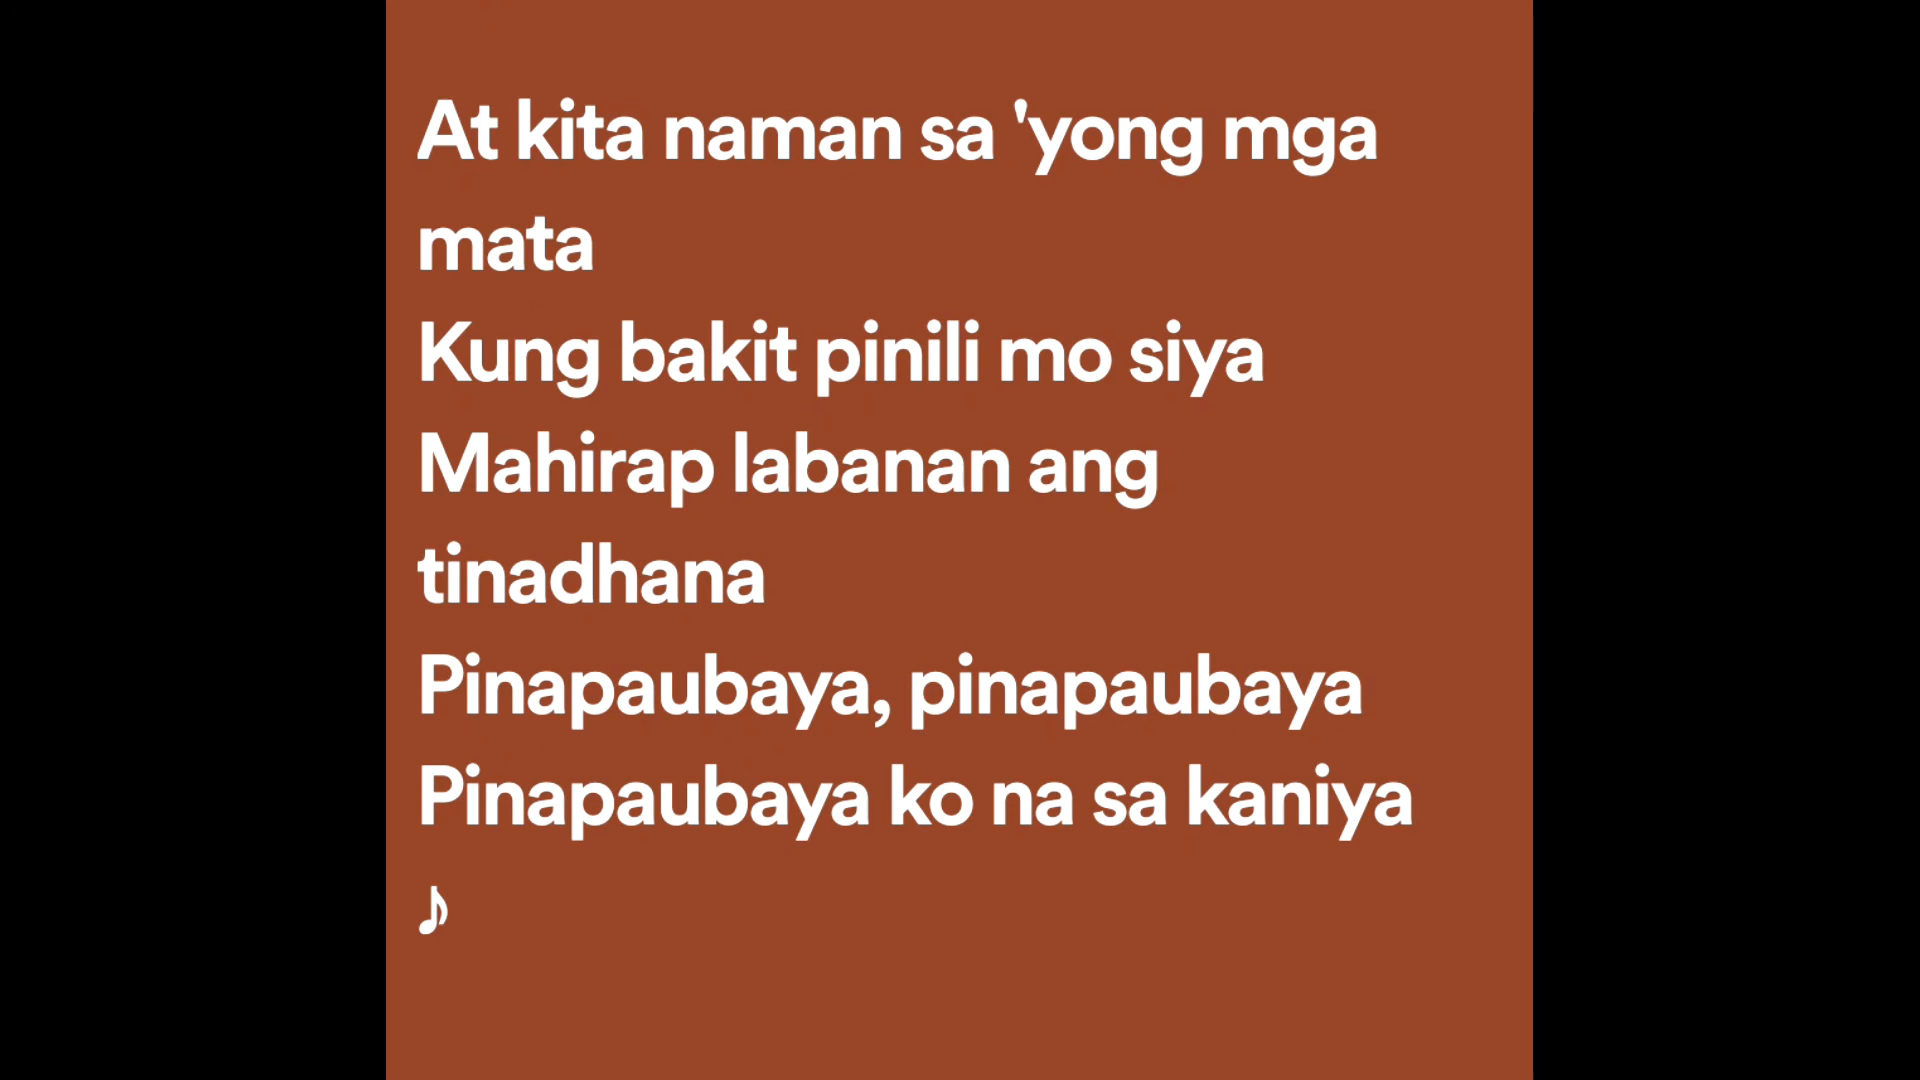 At kita naman sa 'yong mga
mata
Kung bakit pinili mo siya
Mahirap labanan ang
tinadhana
Pinapaubaya, pinapaubaya
Pinapaubaya ko na sa kaniya
♪